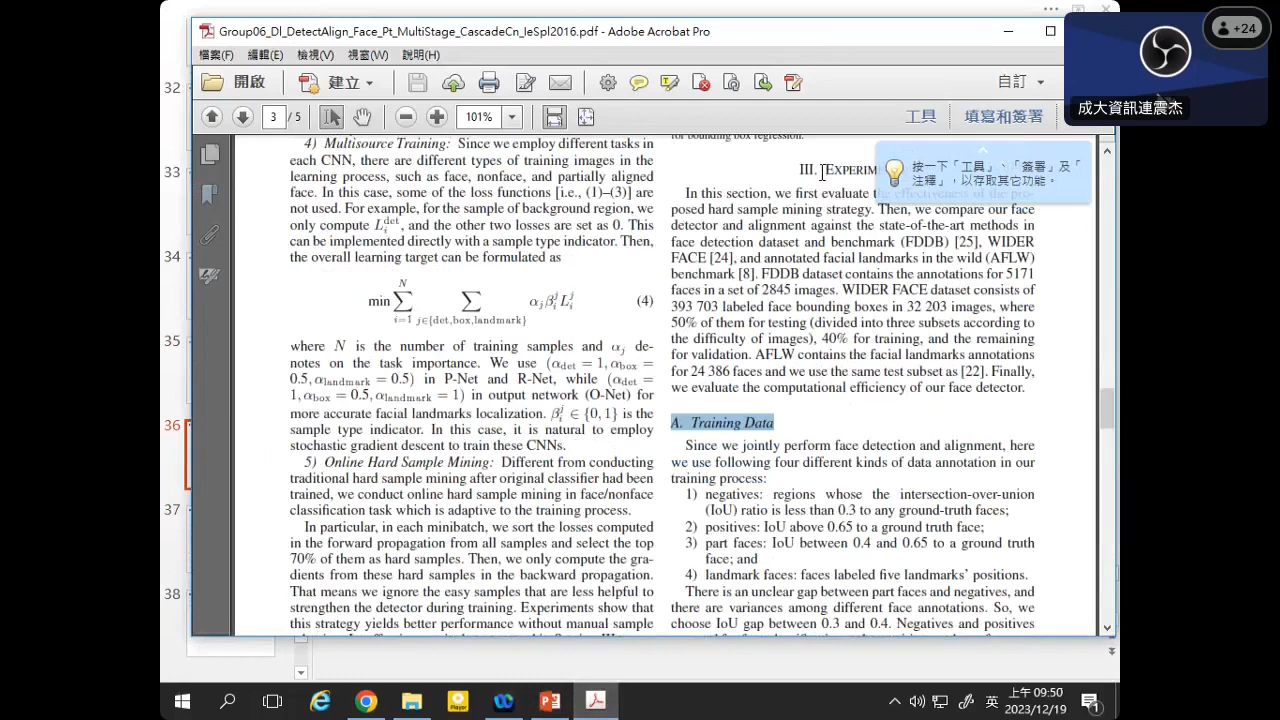 32
33
34
35
36
37
38
Group06_Dl_DetectAlign_Face_Pt_MultiStage_CascadeCn_IeSpl2016.pdf - Adobe Acrobat Pro
+24
成大資訊連震杰
檔案(F) 編輯(E) 檢視(V) 視窗(W) 說明(H)
開啟 建立 自訂
3 / 5 101% 工具 填寫和簽署
按一下「工具」、「簽署」及「
注釋」，以存取其它功能。
4) Multisource Training: Since we employ different tasks in
each CNN, there are different types of training images in the
learning process, such as face, nonface, and partially aligned
face. In this case, some of the loss functions [i.e., (1)–(3)] are
not used. For example, for the sample of background region, we
only compute L_i^det, and the other two losses are set as 0. This
can be implemented directly with a sample type indicator. Then,
the overall learning target can be formulated as
min ∑_{i=1}^{N} ∑_{j∈{det,box,landmark}} α_j β_i^j L_i^j (4)
where N is the number of training samples and α_j de-
notes on the task importance. We use (α_det = 1, α_box =
0.5, α_landmark = 0.5) in P-Net and R-Net, while (α_det =
1, α_box = 0.5, α_landmark = 1) in output network (O-Net) for
more accurate facial landmarks localization. β_i^j ∈ {0, 1} is the
sample type indicator. In this case, it is natural to employ
stochastic gradient descent to train these CNNs.
5) Online Hard Sample Mining: Different from conducting
traditional hard sample mining after original classifier had been
trained, we conduct online hard sample mining in face/nonface
classification task which is adaptive to the training process.
In particular, in each minibatch, we sort the losses computed
in the forward propagation from all samples and select the top
70% of them as hard samples. Then, we only compute the gra-
dients from these hard samples in the backward propagation.
That means we ignore the easy samples that are less helpful to
strengthen the detector during training. Experiments show that
this strategy yields better performance without manual sample
for bounding box regression.
III. EXPERIM
In this section, we first evaluate the effectiveness of the pro-
posed hard sample mining strategy. Then, we compare our face
detector and alignment against the state-of-the-art methods in
face detection dataset and benchmark (FDDB) [25], WIDER
FACE [24], and annotated facial landmarks in the wild (AFLW)
benchmark [8]. FDDB dataset contains the annotations for 5171
faces in a set of 2845 images. WIDER FACE dataset consists of
393 703 labeled face bounding boxes in 32 203 images, where
50% of them for testing (divided into three subsets according to
the difficulty of images), 40% for training, and the remaining
for validation. AFLW contains the facial landmarks annotations
for 24 386 faces and we use the same test subset as [22]. Finally,
we evaluate the computational efficiency of our face detector.
A. Training Data
Since we jointly perform face detection and alignment, here
we use following four different kinds of data annotation in our
training process:
1) negatives: regions whose the intersection-over-union
(IoU) ratio is less than 0.3 to any ground-truth faces;
2) positives: IoU above 0.65 to a ground truth face;
3) part faces: IoU between 0.4 and 0.65 to a ground truth
face; and
4) landmark faces: faces labeled five landmarks' positions.
There is an unclear gap between part faces and negatives, and
there are variances among different face annotations. So, we
choose IoU gap between 0.3 and 0.4. Negatives and positives
Player
英 上午 09:50
2023/12/19
1